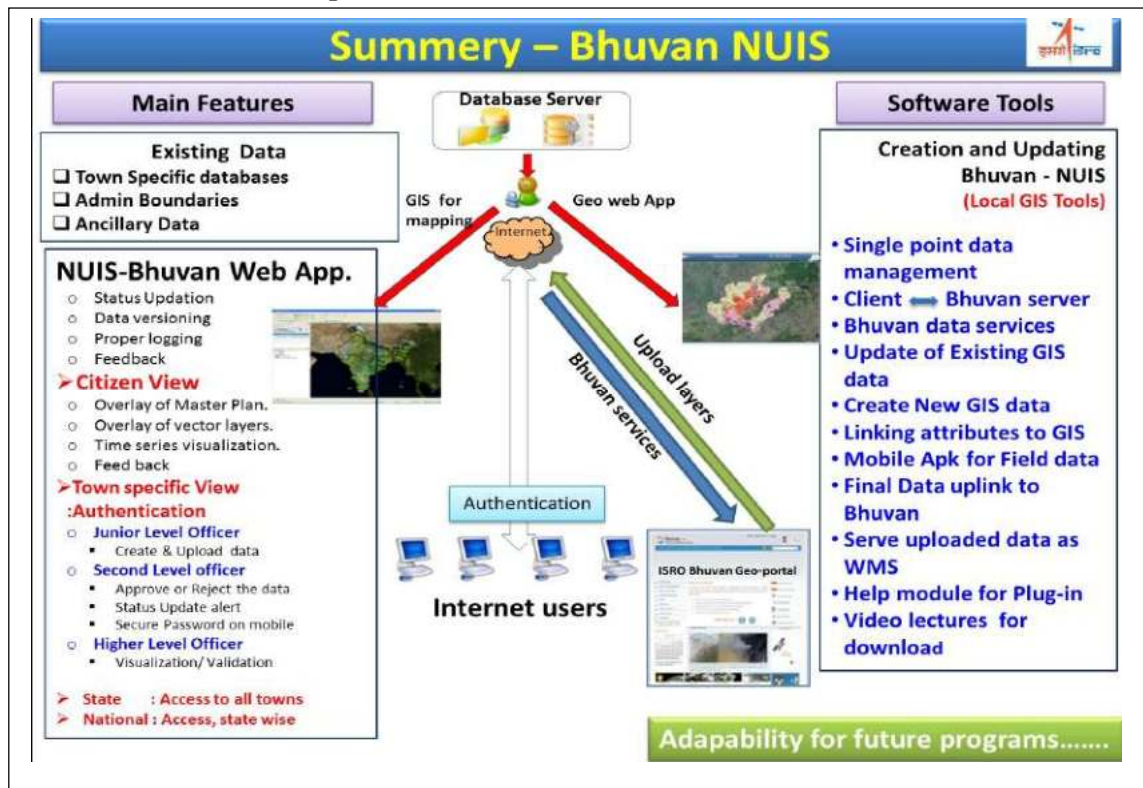 Summery – Bhuvan NUIS
इसरो isro
Main Features
Existing Data
Town Specific databases
Admin Boundaries
Ancillary Data
NUIS-Bhuvan Web App.
Status Updation
Data versioning
Proper logging
Feedback
Citizen View
Overlay of Master Plan.
Overlay of vector layers.
Time series visualization.
Feed back
Town specific View
:Authentication
Junior Level Officer
Create & Upload data
Second Level officer
Approve or Reject the data
Status Update alert
Secure Password on mobile
Higher Level Officer
Visualization/ Validation
State : Access to all towns
National : Access, state wise
Database Server
GIS for
mapping
Geo web App
Internet
Upload layers
Bhuvan services
Authentication
Internet users
ISRO Bhuvan Geo-portal
Software Tools
Creation and Updating
Bhuvan - NUIS
(Local GIS Tools)
• Single point data
management
• Client Bhuvan server
• Bhuvan data services
• Update of Existing GIS
data
• Create New GIS data
• Linking attributes to GIS
• Mobile Apk for Field data
• Final Data uplink to
Bhuvan
• Serve uploaded data as
WMS
• Help module for Plug-in
• Video lectures for
download
Adapability for future programs.......